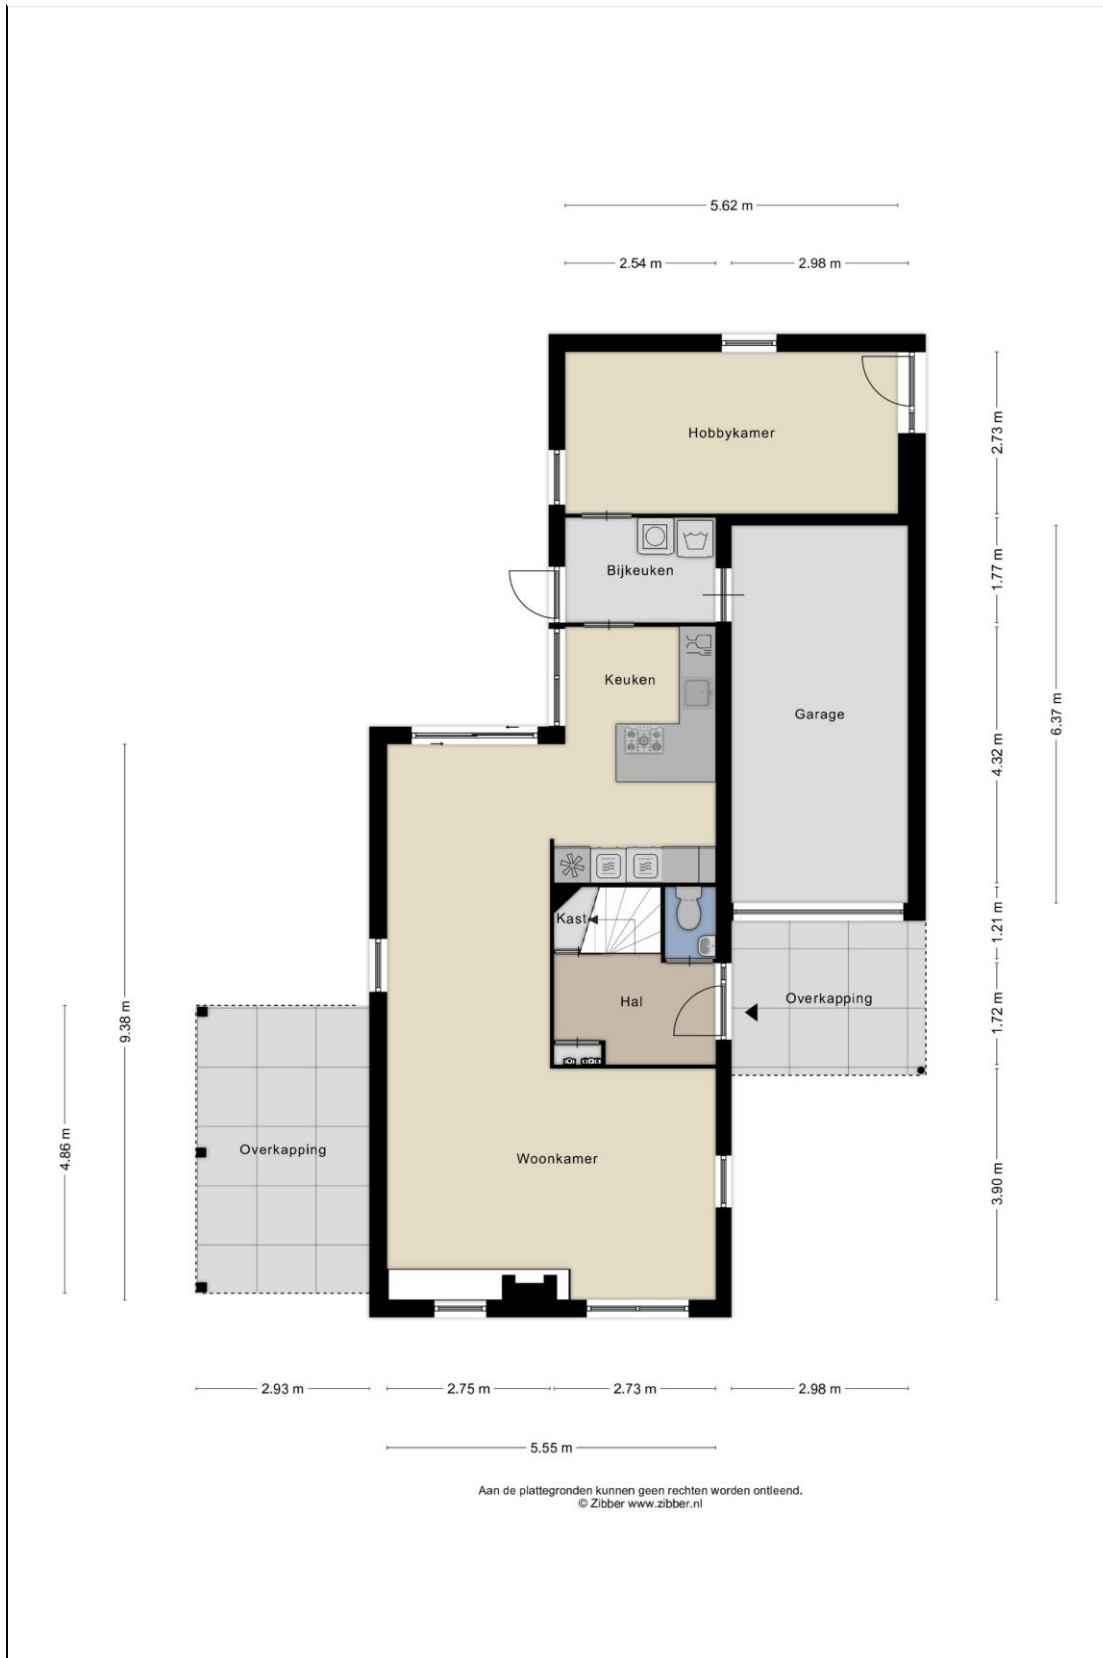 5.62 m
2.54 m
2.98 m
Hobbykamer
2.73 m
Bijkeuken
1.77 m
Keuken
Garage
6.37 m
4.32 m
Kast
1.21 m
Hal
Overkapping
1.72 m
9.38 m
4.86 m
Overkapping
Woonkamer
3.90 m
2.93 m
2.75 m
2.73 m
2.98 m
5.55 m
Aan de plattegronden kunnen geen rechten worden ontleend.
© Zibber www.zibber.nl